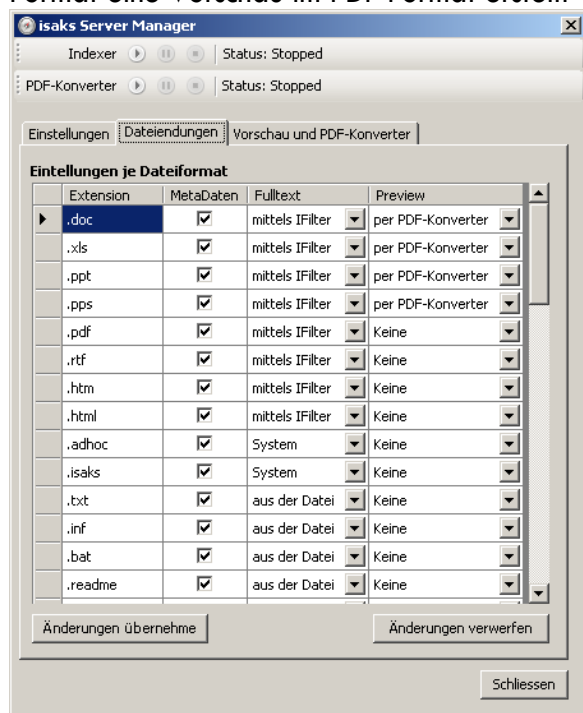 isaks Server Manager
Indexer Status: Stopped
PDF-Konverter Status: Stopped
Einstellungen Dateiendungen Vorschau und PDF-Konverter
Eintellungen je Dateiformat
Extension MetaDaten Fulltext Preview
.doc mittels IFilter per PDF-Konverter
.xls mittels IFilter per PDF-Konverter
.ppt mittels IFilter per PDF-Konverter
.pps mittels IFilter per PDF-Konverter
.pdf mittels IFilter Keine
.rtf mittels IFilter Keine
.htm mittels IFilter Keine
.html mittels IFilter Keine
.adhoc System Keine
.isaks System Keine
.txt aus der Datei Keine
.inf aus der Datei Keine
.bat aus der Datei Keine
.readme aus der Datei Keine
Änderungen übernehme Änderungen verwerfen
Schliessen